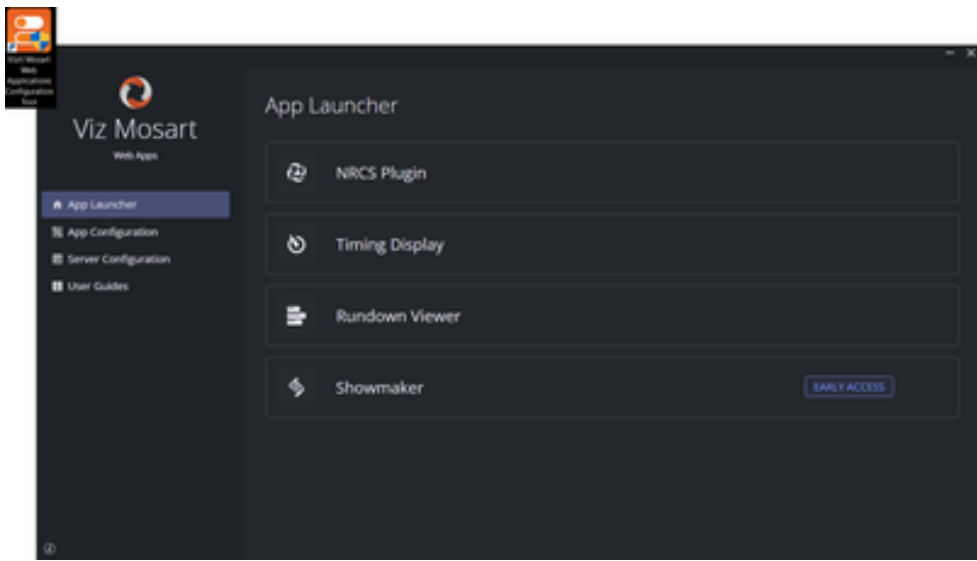 Vizrt Mosart
Web
Applications
Configuration
Tool
Viz Mosart
Web Apps
App Launcher
App Configuration
Server Configuration
User Guides
App Launcher
NRCS Plugin
Timing Display
Rundown Viewer
Showmaker
EARLY ACCESS